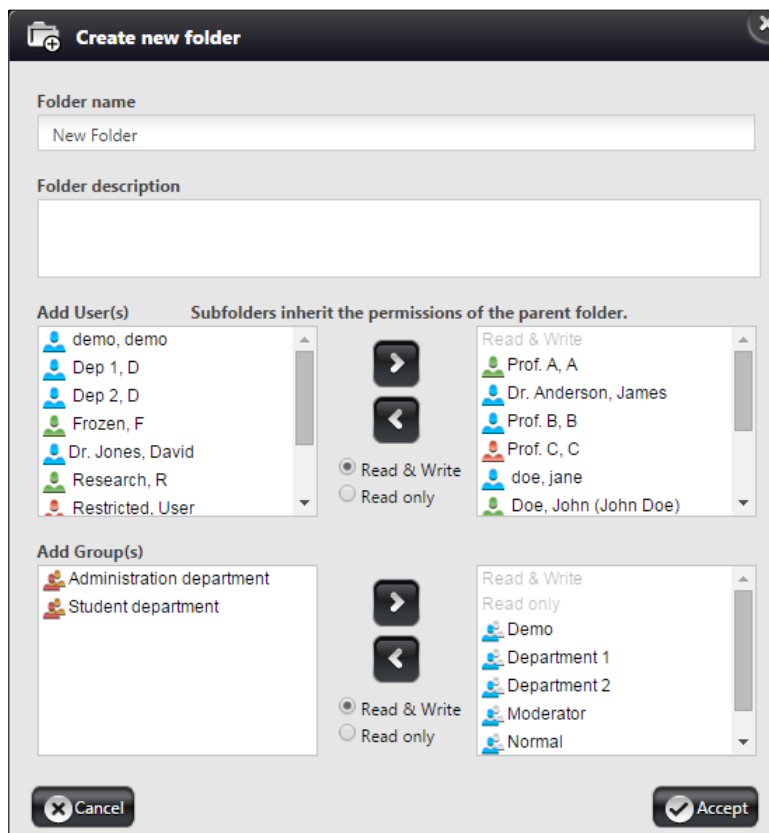 Create new folder
Folder name
New Folder
Folder description
Add User(s) Subfolders inherit the permissions of the parent folder.
demo, demo
Dep 1, D
Dep 2, D
Frozen, F
Dr. Jones, David
Research, R
Restricted, User
Read & Write
Read only
Read & Write
Prof. A, A
Dr. Anderson, James
Prof. B, B
Prof. C, C
doe, jane
Doe, John (John Doe)
Add Group(s)
Administration department
Student department
Read & Write
Read only
Read & Write
Read only
Demo
Department 1
Department 2
Moderator
Normal
Cancel
Accept